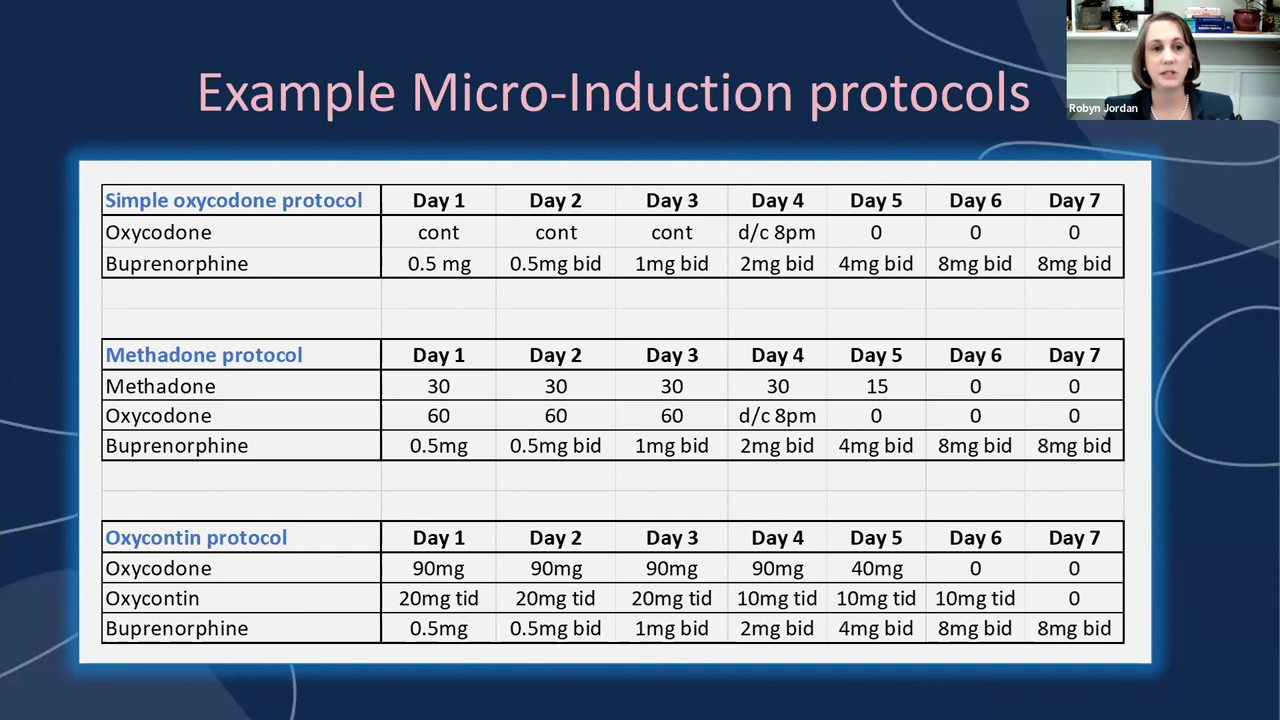 Example Micro-Induction protocols
Robyn Jordan
Simple oxycodone protocol Day 1 Day 2 Day 3 Day 4 Day 5 Day 6 Day 7
Oxycodone cont cont cont d/c 8pm 0 0 0
Buprenorphine 0.5 mg 0.5mg bid 1mg bid 2mg bid 4mg bid 8mg bid 8mg bid
Methadone protocol Day 1 Day 2 Day 3 Day 4 Day 5 Day 6 Day 7
Methadone 30 30 30 30 15 0 0
Oxycodone 60 60 60 d/c 8pm 0 0 0
Buprenorphine 0.5mg 0.5mg bid 1mg bid 2mg bid 4mg bid 8mg bid 8mg bid
Oxycontin protocol Day 1 Day 2 Day 3 Day 4 Day 5 Day 6 Day 7
Oxycodone 90mg 90mg 90mg 90mg 40mg 0 0
Oxycontin 20mg tid 20mg tid 20mg tid 10mg tid 10mg tid 10mg tid 0
Buprenorphine 0.5mg 0.5mg bid 1mg bid 2mg bid 4mg bid 8mg bid 8mg bid